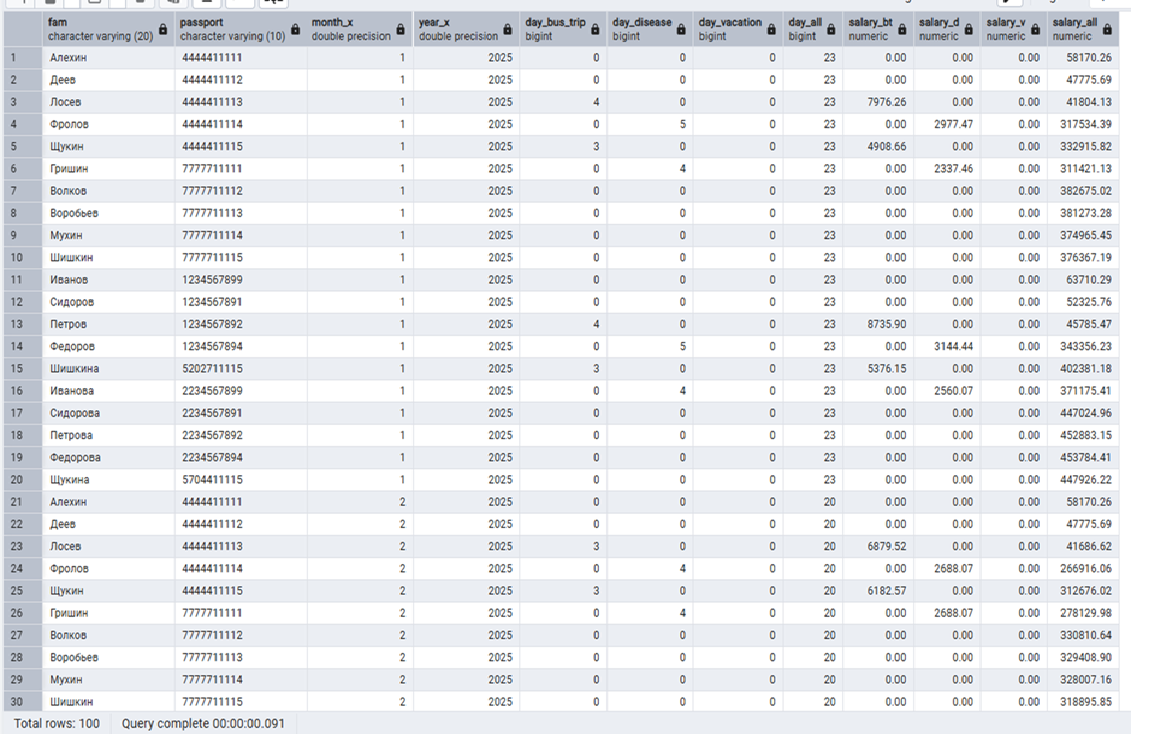 fam passport month_x year_x day_bus_trip day_disease day_vacation day_all salary_bt salary_d salary_v salary_all
character varying (20) character varying (10) double precision double precision bigint bigint bigint bigint numeric numeric numeric numeric
1 Алехин 4444411111 1 2025 0 0 0 23 0.00 0.00 0.00 58170.26
2 Деев 4444411112 1 2025 0 0 0 23 0.00 0.00 0.00 47775.69
3 Лосев 4444411113 1 2025 4 0 0 23 7976.26 0.00 0.00 41804.13
4 Фролов 4444411114 1 2025 0 5 0 23 0.00 2977.47 0.00 317534.39
5 Щукин 4444411115 1 2025 3 0 0 23 4908.66 0.00 0.00 332915.82
6 Гришин 7777711111 1 2025 0 4 0 23 0.00 2337.46 0.00 311421.13
7 Волков 7777711112 1 2025 0 0 0 23 0.00 0.00 0.00 382675.02
8 Воробьев 7777711113 1 2025 0 0 0 23 0.00 0.00 0.00 381273.28
9 Мухин 7777711114 1 2025 0 0 0 23 0.00 0.00 0.00 374965.45
10 Шишкин 7777711115 1 2025 0 0 0 23 0.00 0.00 0.00 376367.19
11 Иванов 1234567899 1 2025 0 0 0 23 0.00 0.00 0.00 63710.29
12 Сидоров 1234567891 1 2025 0 0 0 23 0.00 0.00 0.00 52325.76
13 Петров 1234567892 1 2025 4 0 0 23 8735.90 0.00 0.00 45785.47
14 Федоров 1234567894 1 2025 0 5 0 23 0.00 3144.44 0.00 343356.23
15 Шишкина 5202711115 1 2025 3 0 0 23 5376.15 0.00 0.00 402381.18
16 Иванова 2234567899 1 2025 0 4 0 23 0.00 2560.07 0.00 371175.41
17 Сидорова 2234567891 1 2025 0 0 0 23 0.00 0.00 0.00 447024.96
18 Петрова 2234567892 1 2025 0 0 0 23 0.00 0.00 0.00 452883.15
19 Федорова 2234567894 1 2025 0 0 0 23 0.00 0.00 0.00 453784.41
20 Щукина 5704411115 1 2025 0 0 0 23 0.00 0.00 0.00 447926.22
21 Алехин 4444411111 2 2025 0 0 0 20 0.00 0.00 0.00 58170.26
22 Деев 4444411112 2 2025 0 0 0 20 0.00 0.00 0.00 47775.69
23 Лосев 4444411113 2 2025 3 0 0 20 6879.52 0.00 0.00 41686.62
24 Фролов 4444411114 2 2025 0 4 0 20 0.00 2688.07 0.00 266916.06
25 Щукин 4444411115 2 2025 3 0 0 20 6182.57 0.00 0.00 312676.02
26 Гришин 7777711111 2 2025 0 4 0 20 0.00 2688.07 0.00 278129.98
27 Волков 7777711112 2 2025 0 0 0 20 0.00 0.00 0.00 330810.64
28 Воробьев 7777711113 2 2025 0 0 0 20 0.00 0.00 0.00 329408.90
29 Мухин 7777711114 2 2025 0 0 0 20 0.00 0.00 0.00 328007.16
30 Шишкин 7777711115 2 2025 0 0 0 20 0.00 0.00 0.00 318895.85
Total rows: 100 Query complete 00:00:00.091